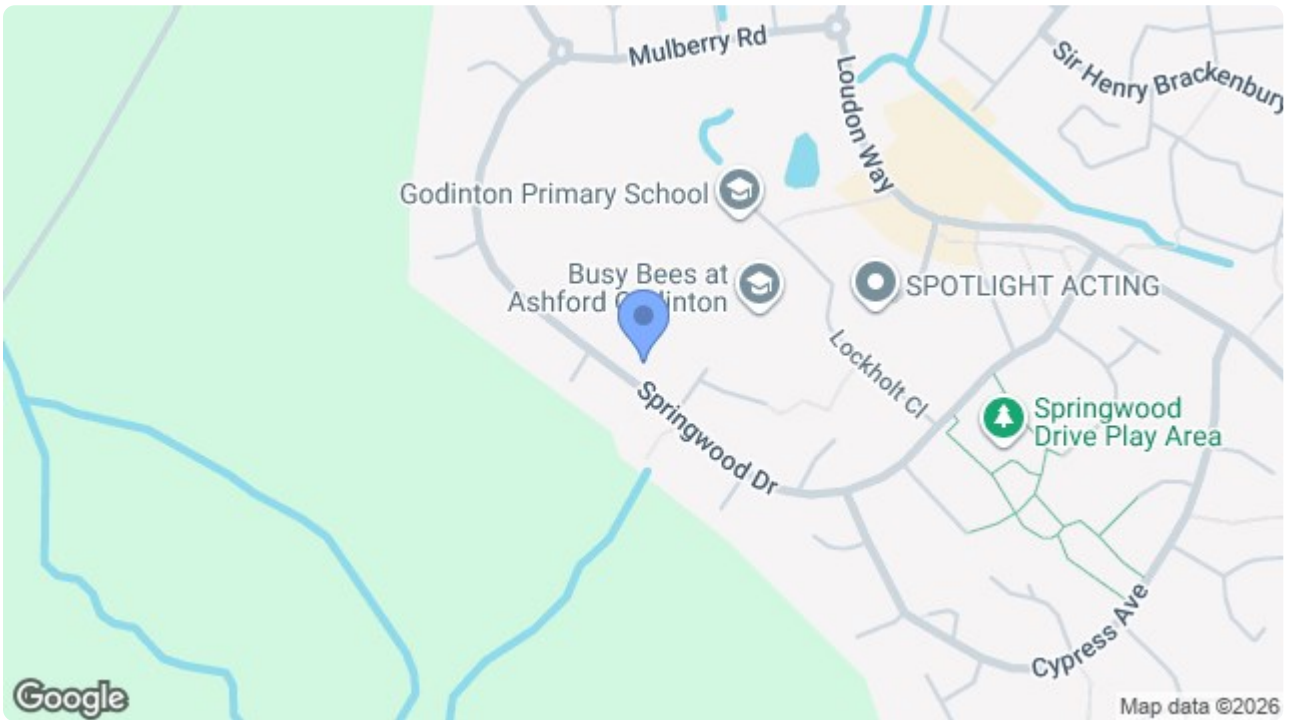 Mulberry Rd
Loudon Way
Sir Henry Brackenbury
Godinton Primary School
Busy Bees at
Ashford
SPOTLIGHT ACTING
Lockholt Cl
Springwood Dr
Springwood
Drive Play Area
Cypress Ave
Google
Map data ©2026